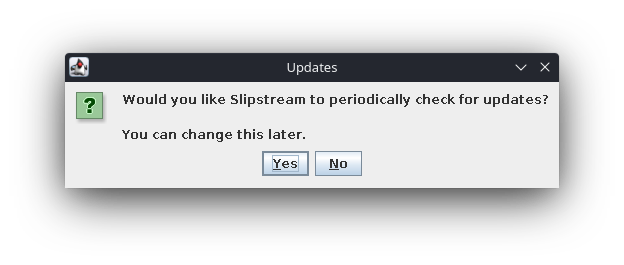 Updates
?
Would you like Slipstream to periodically check for updates?
You can change this later.
Yes
No